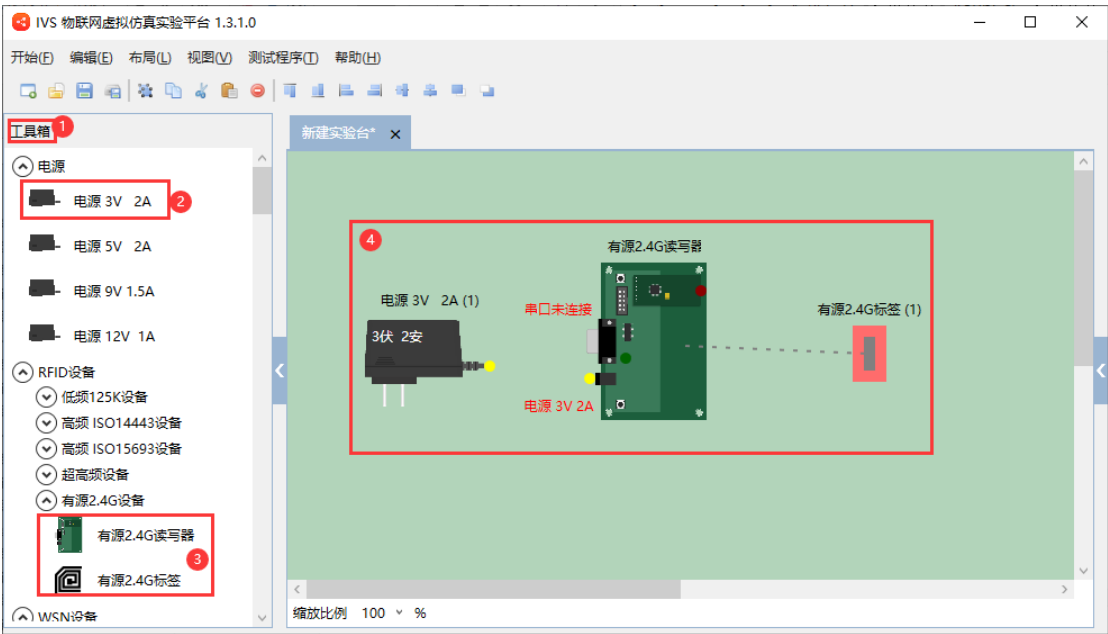 IVS 物联网虚拟仿真实验平台 1.3.1.0
开始(F) 编辑(E) 布局(L) 视图(V) 测试程序(T) 帮助(H)
工具箱 1
新建实验台*
电源
电源 3V 2A 2
电源 5V 2A
电源 9V 1.5A
电源 12V 1A
RFID设备
低频125K设备
高频 ISO14443设备
高频 ISO15693设备
超高频设备
有源2.4G设备
有源2.4G读写器
3
有源2.4G标签
WSN设备
4
有源2.4G读写器
电源 3V 2A (1)
串口未连接
有源2.4G标签 (1)
3伏 2安
电源 3V 2A
缩放比例 100 %